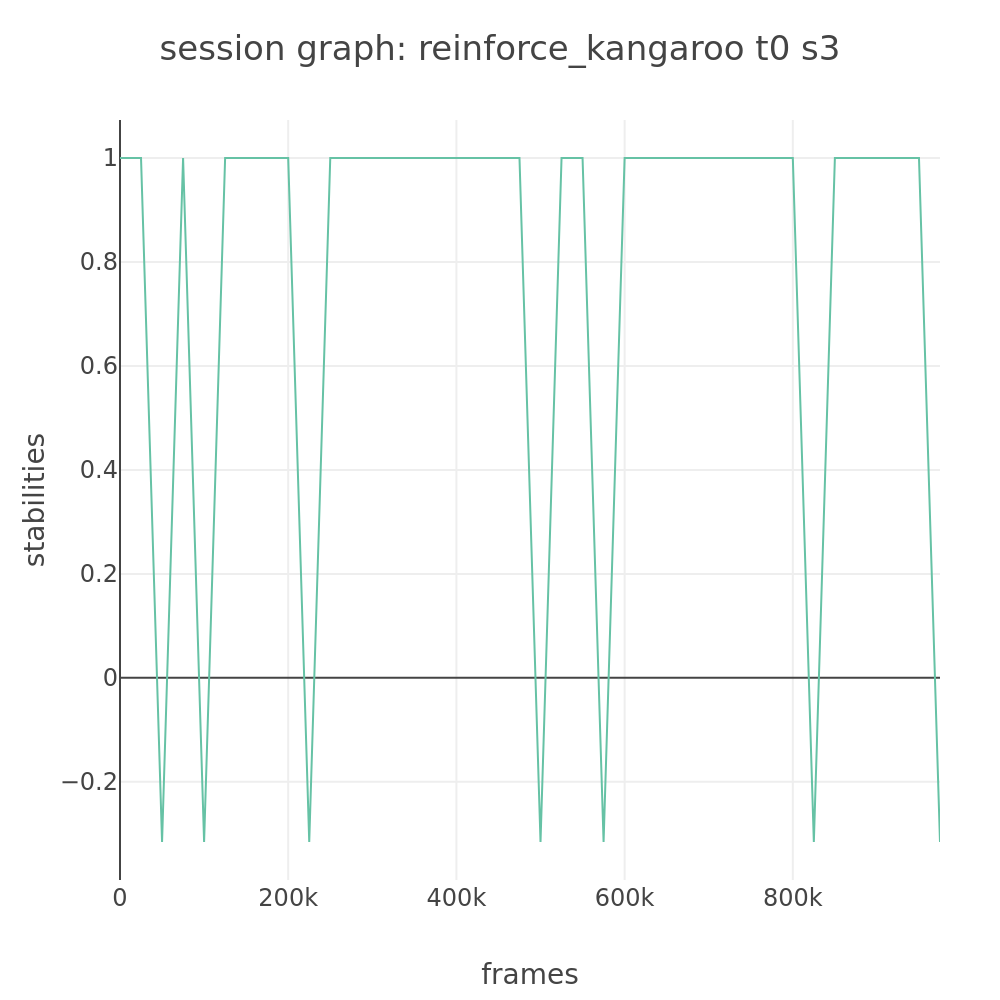 session graph: reinforce_kangaroo t0 s3
1
0.8
0.6
0.4
0.2
0
−0.2
stabilities
0 200k 400k 600k 800k
frames